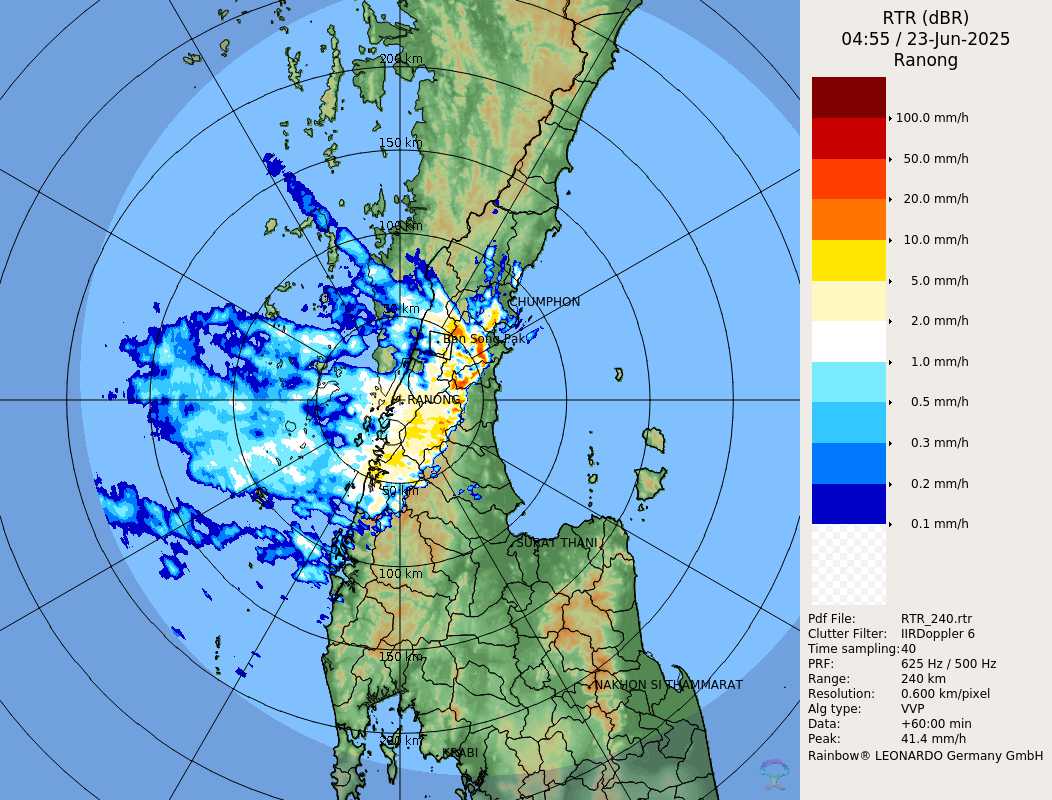 RTR (dBR)
04:55 / 23-Jun-2025
Ranong
100.0 mm/h
50.0 mm/h
20.0 mm/h
10.0 mm/h
5.0 mm/h
2.0 mm/h
1.0 mm/h
0.5 mm/h
0.3 mm/h
0.2 mm/h
0.1 mm/h
Pdf File: RTR_240.rtr
Clutter Filter: IIRDoppler 6
Time sampling:40
PRF: 625 Hz / 500 Hz
Range: 240 km
Resolution: 0.600 km/pixel
Alg type: VVP
Data: +60:00 min
Peak: 41.4 mm/h
Rainbow® LEONARDO Germany GmbH
200 km
150 km
100 km
50 km
CHUMPHON
Ban Song Pak
RANONG
50 km
SURAT THANI
100 km
150 km
NAKHON SI THAMMARAT
200 km
KRABI